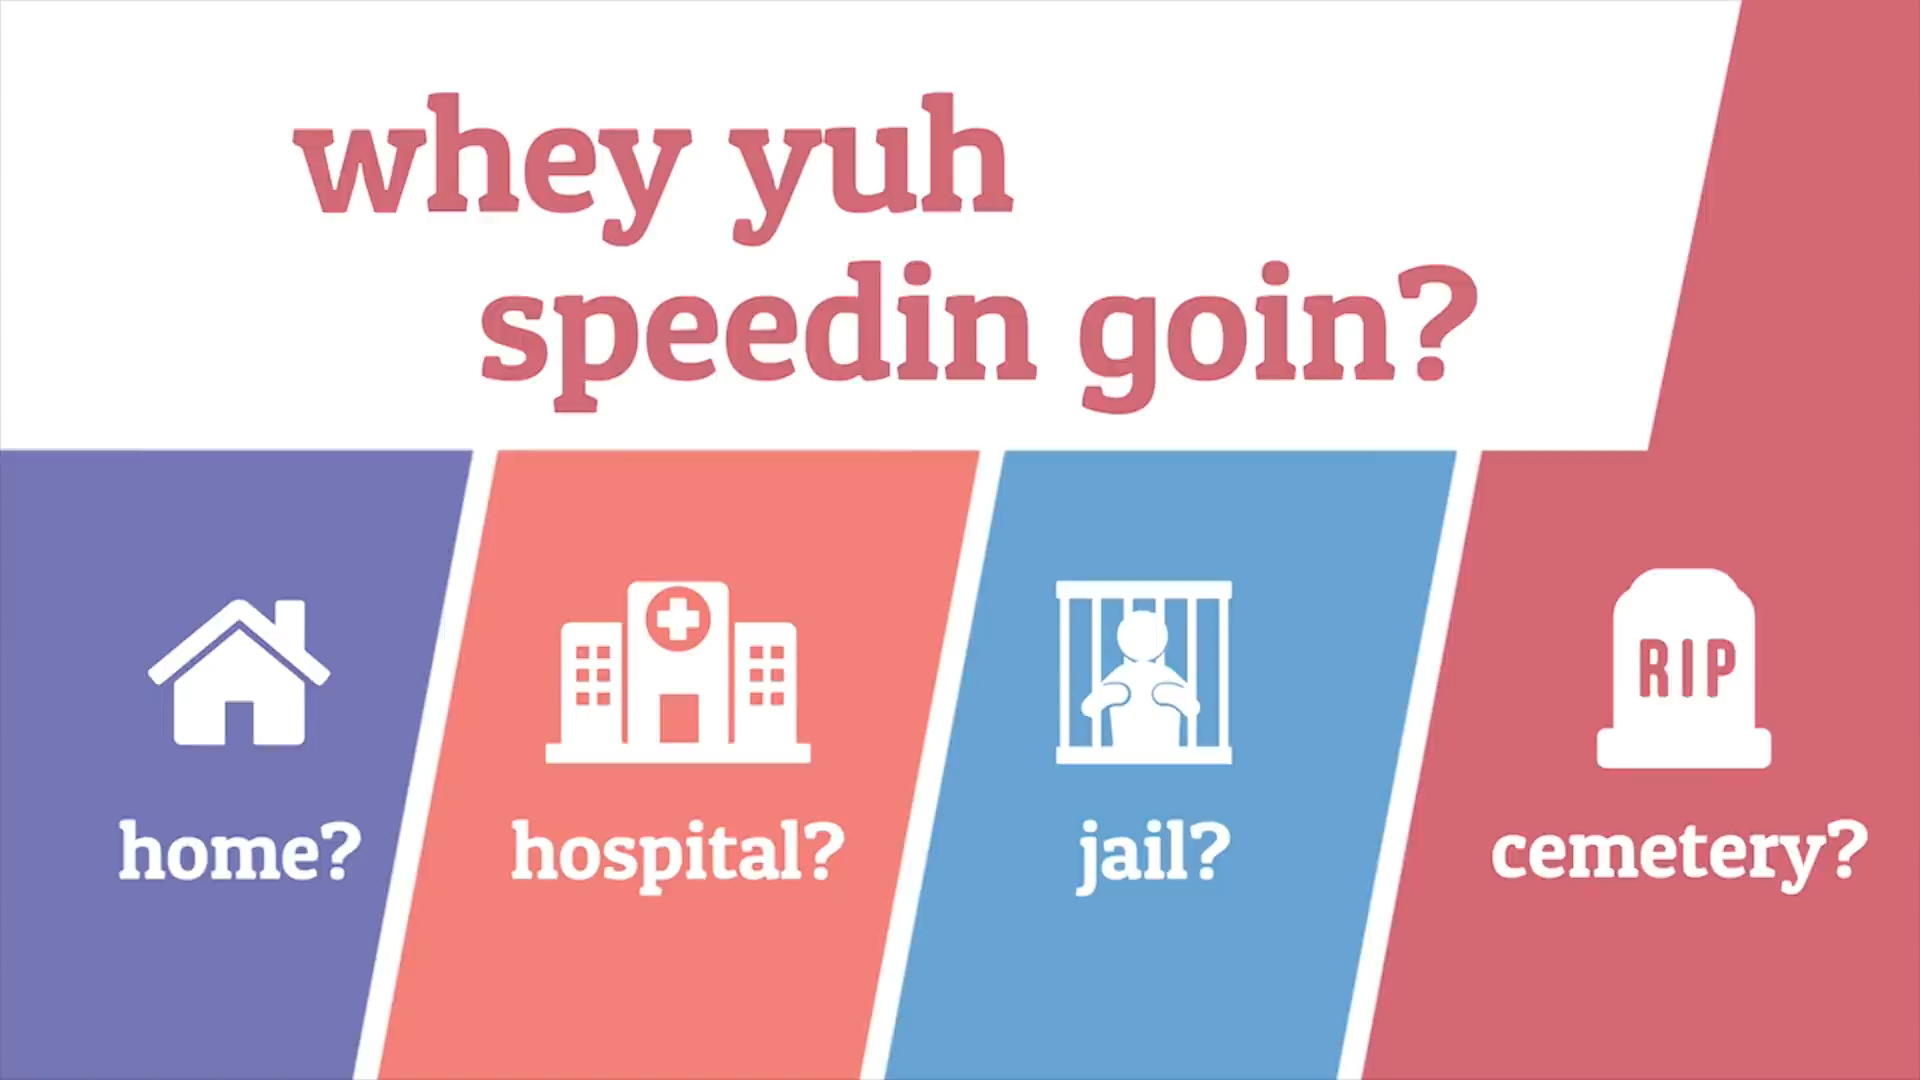 whey yuh
speedin goin?
RIP
home?
hospital?
jail?
cemetery?